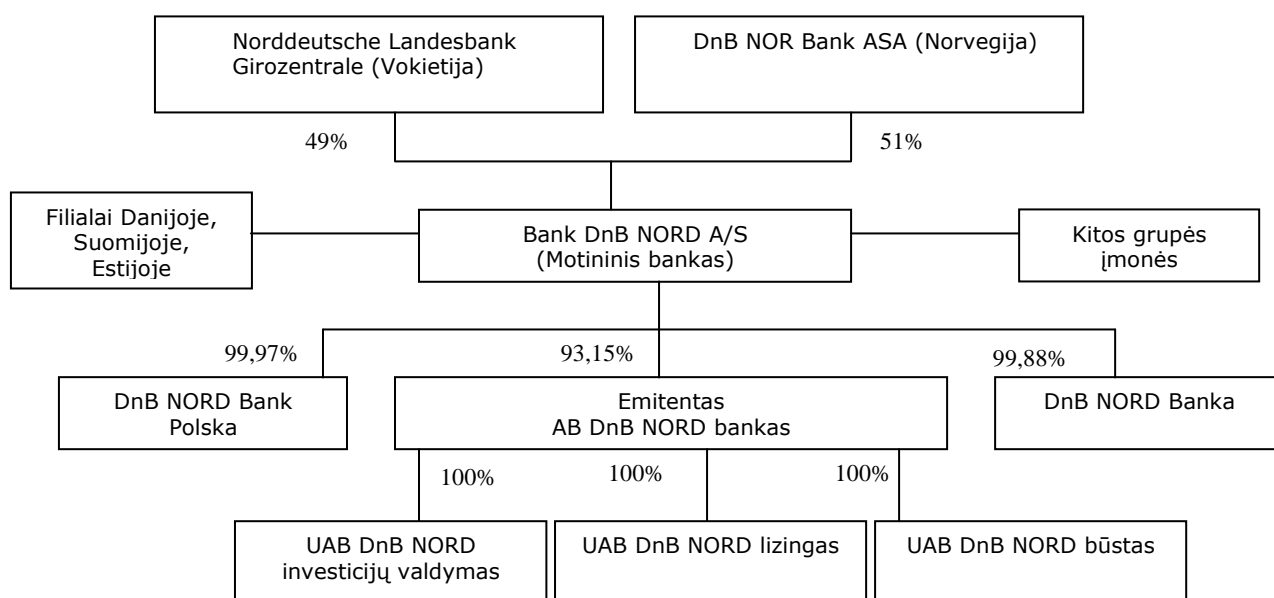 Norddeutsche Landesbank
Girozentrale (Vokietija)
DnB NOR Bank ASA (Norvegija)
49%
51%
Filialai Danijoje,
Suomijoje,
Estijoje
Bank DnB NORD A/S
(Motininis bankas)
Kitos grupės
įmonės
99,97%
93,15%
99,88%
DnB NORD Bank
Polska
Emitentas
AB DnB NORD bankas
DnB NORD Banka
100%
100%
100%
UAB DnB NORD
investicijų valdymas
UAB DnB NORD lizingas
UAB DnB NORD būstas